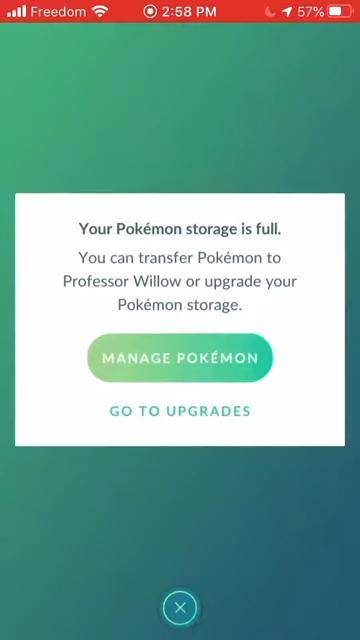 Freedom 2:58 PM 57%
Your Pokémon storage is full.
You can transfer Pokémon to
Professor Willow or upgrade your
Pokémon storage.
MANAGE POKÉMON
GO TO UPGRADES